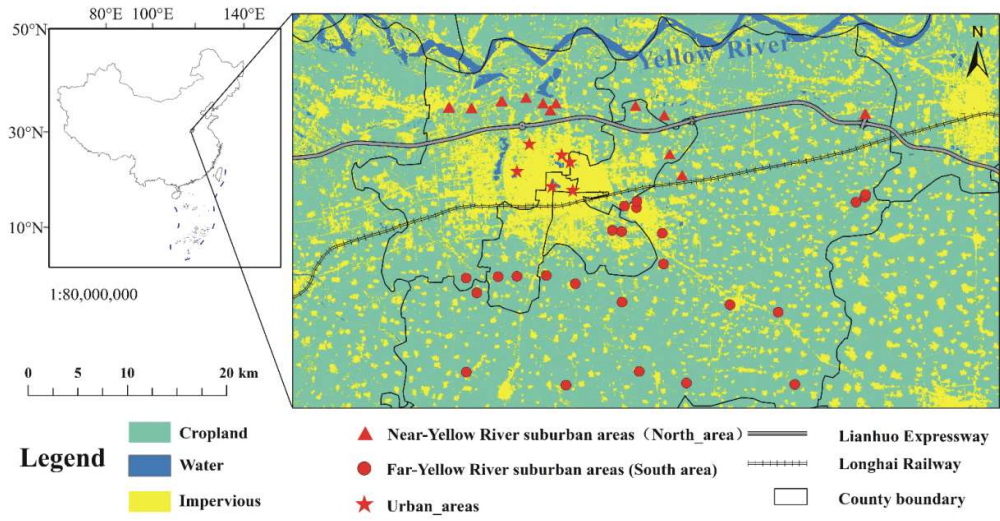 80°E 100°E 140°E
50°N
30°N
10°N
1:80,000,000
0 5 10 20 km
Yellow River
N
Legend
Cropland
Water
Impervious
Near-Yellow River suburban areas（North_area）
Far-Yellow River suburban areas (South area)
Urban_areas
Lianhuo Expressway
Longhai Railway
County boundary